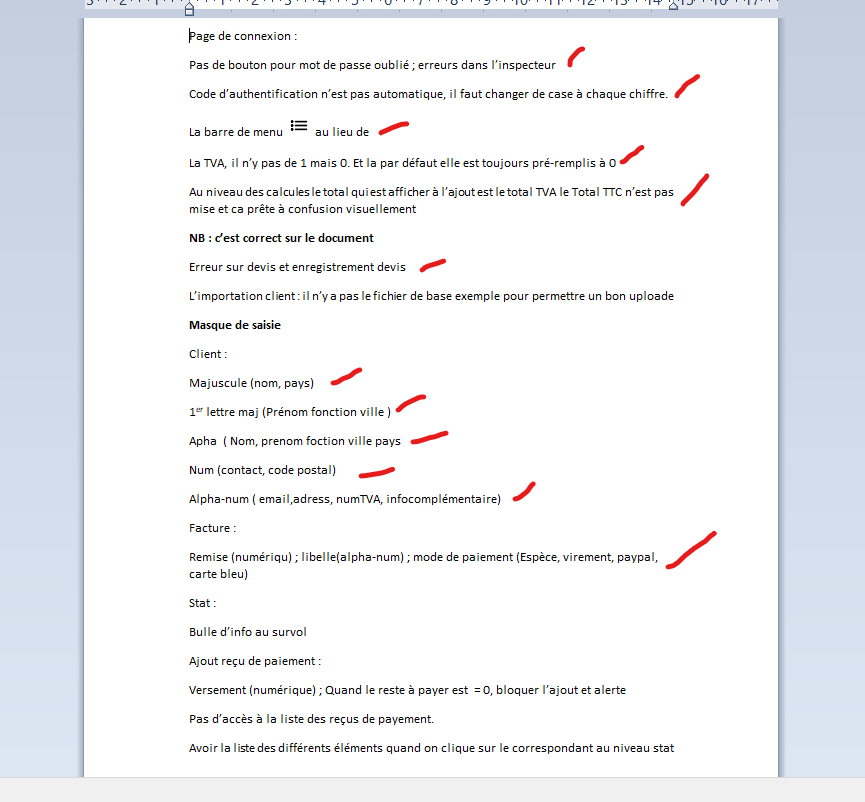 Page de connexion :
Pas de bouton pour mot de passe oublié ; erreurs dans l'inspecteur
Code d'authentification n'est pas automatique, il faut changer de case à chaque chiffre.
La barre de menu au lieu de
La TVA, il n'y pas de 1 mais 0. Et la par défaut elle est toujours pré-remplis à 0
Au niveau des calcules le total qui est afficher à l'ajout est le total TVA le Total TTC n'est pas
mise et ca prête à confusion visuellement
NB : c'est correct sur le document
Erreur sur devis et enregistrement devis
L'importation client : il n'y a pas le fichier de base exemple pour permettre un bon uploade
Masque de saisie
Client :
Majuscule (nom, pays)
1er lettre maj (Prénom fonction ville )
Apha ( Nom, prenom foction ville pays
Num (contact, code postal)
Alpha-num ( email,adress, numTVA, infocomplémentaire)
Facture :
Remise (numériqu) ; libelle(alpha-num) ; mode de paiement (Espèce, virement, paypal,
carte bleu)
Stat :
Bulle d'info au survol
Ajout reçu de paiement :
Versement (numérique) ; Quand le reste à payer est = 0, bloquer l'ajout et alerte
Pas d'accès à la liste des reçus de payement.
Avoir la liste des différents éléments quand on clique sur le correspondant au niveau stat